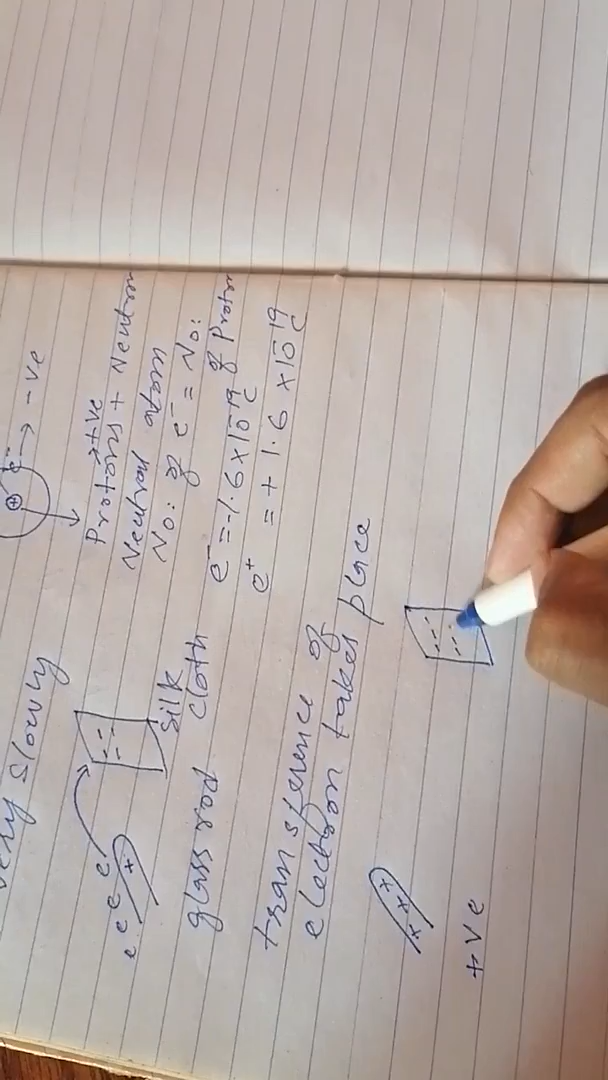 very slowly
e⁻ → -ve
→ +ve
Protons + Neutron
Neutral atom
No: of e⁻ = No:
of Proton
e⁻ = -1.6 x 10⁻¹⁹ C
e⁺ = + 1.6 x 10⁻¹⁹ C
e e e e
+
- - - -
Silk
glass rod cloth
transference of
electron takes place
+ + +
- - - -
+ve